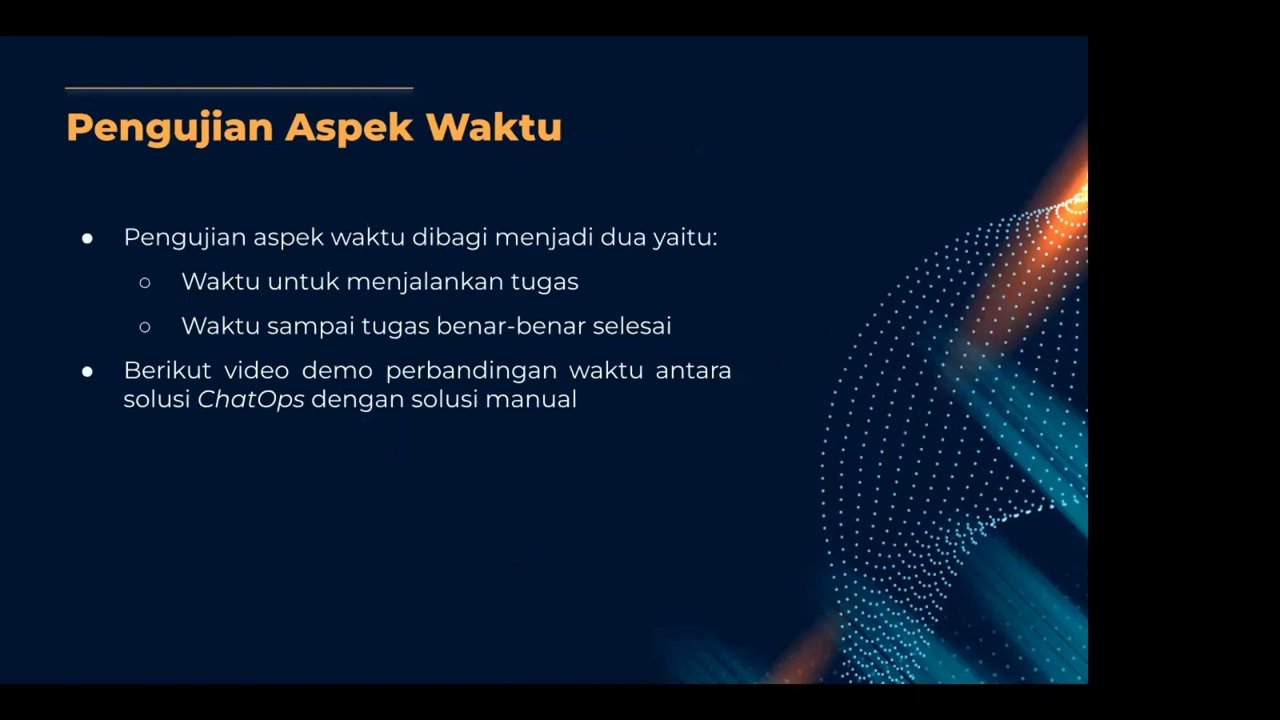 Pengujian Aspek Waktu
● Pengujian aspek waktu dibagi menjadi dua yaitu:
○ Waktu untuk menjalankan tugas
○ Waktu sampai tugas benar-benar selesai
● Berikut video demo perbandingan waktu antara
solusi ChatOps dengan solusi manual